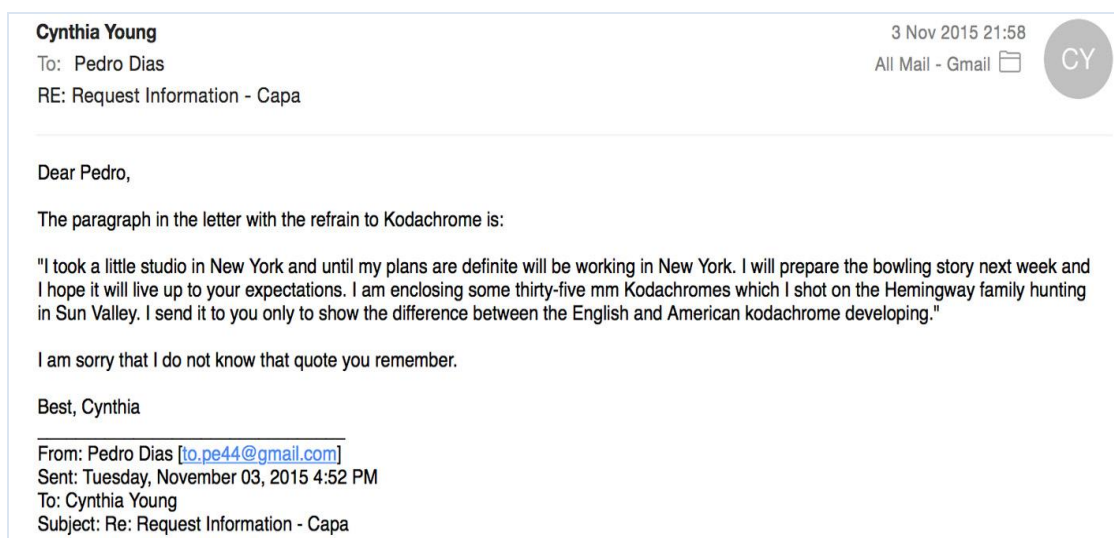 Cynthia Young
3 Nov 2015 21:58
To: Pedro Dias
All Mail - Gmail
CY
RE: Request Information - Capa
Dear Pedro,
The paragraph in the letter with the refrain to Kodachrome is:
"I took a little studio in New York and until my plans are definite will be working in New York. I will prepare the bowling story next week and
I hope it will live up to your expectations. I am enclosing some thirty-five mm Kodachromes which I shot on the Hemingway family hunting
in Sun Valley. I send it to you only to show the difference between the English and American kodachrome developing."
I am sorry that I do not know that quote you remember.
Best, Cynthia
From: Pedro Dias [to.pe44@gmail.com]
Sent: Tuesday, November 03, 2015 4:52 PM
To: Cynthia Young
Subject: Re: Request Information - Capa